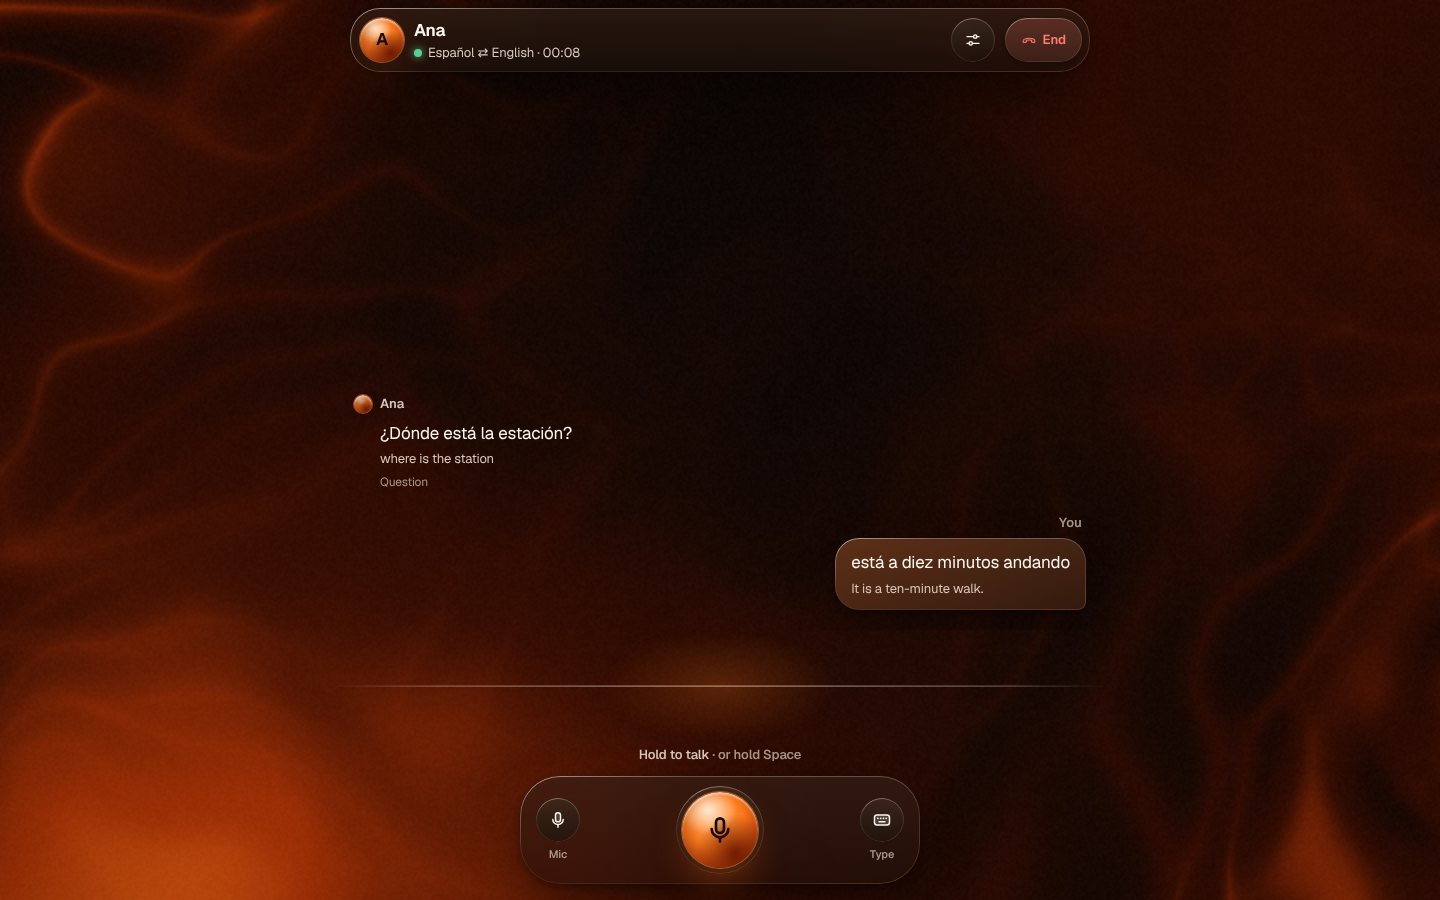 A
Ana
Español ⇄ English · 00:08
End
Ana
¿Dónde está la estación?
where is the station
Question
You
está a diez minutos andando
It is a ten-minute walk.
Hold to talk · or hold Space
Mic
Type